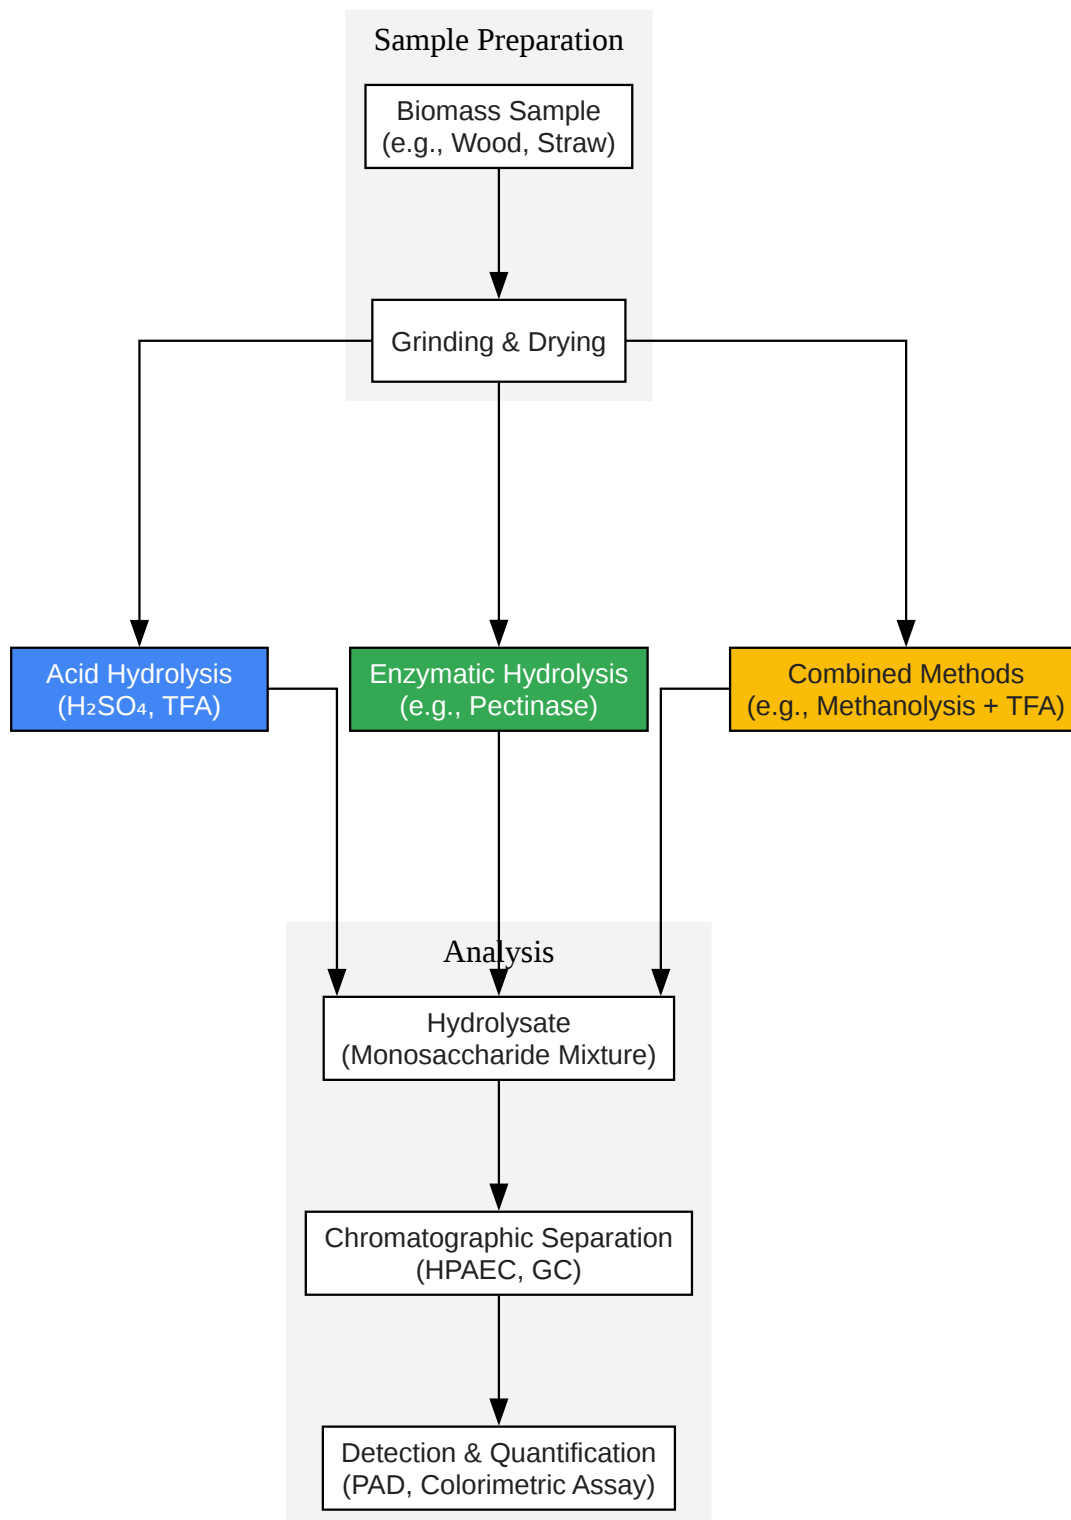 Sample Preparation
Biomass Sample
(e.g., Wood, Straw)
Grinding & Drying
Acid Hydrolysis
(H₂SO₄, TFA)
Enzymatic Hydrolysis
(e.g., Pectinase)
Combined Methods
(e.g., Methanolysis + TFA)
Analysis
Hydrolysate
(Monosaccharide Mixture)
Chromatographic Separation
(HPAEC, GC)
Detection & Quantification
(PAD, Colorimetric Assay)